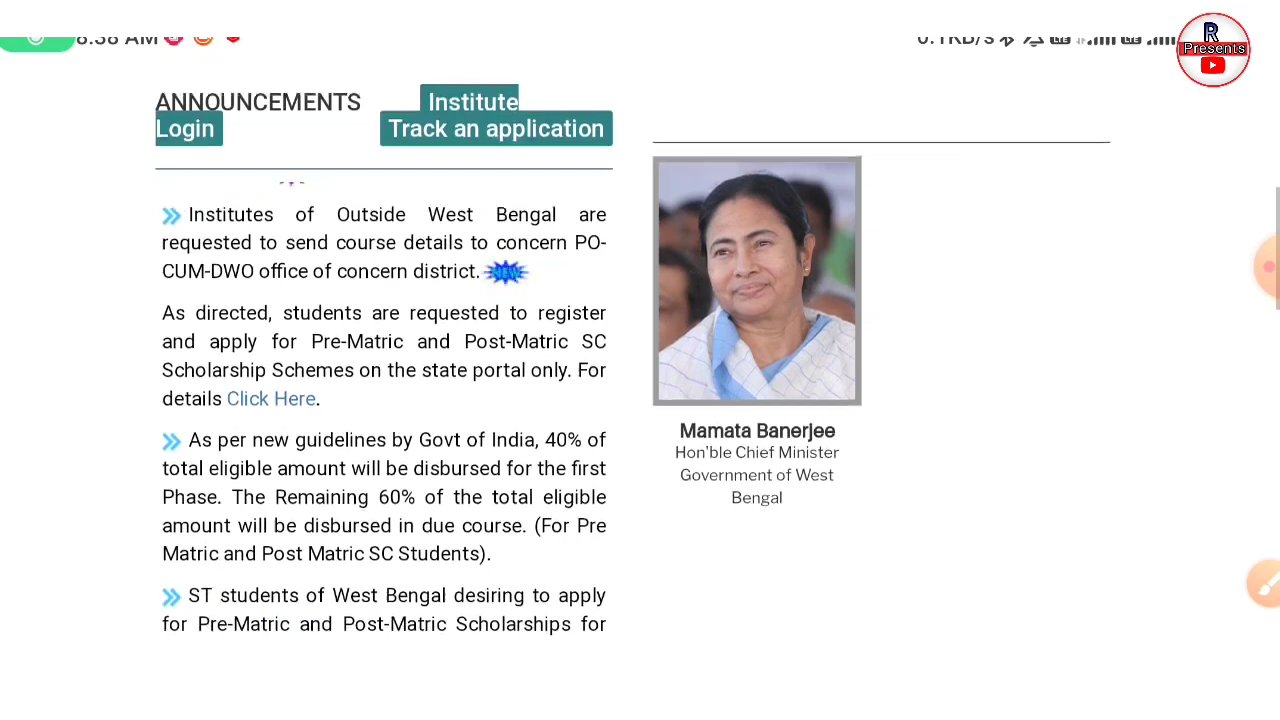 8:38 AM
0.1KB/s
R
Presents
ANNOUNCEMENTS Institute
Login Track an application
Institutes of Outside West Bengal are
requested to send course details to concern PO-
CUM-DWO office of concern district. NEW
As directed, students are requested to register
and apply for Pre-Matric and Post-Matric SC
Scholarship Schemes on the state portal only. For
details Click Here.
As per new guidelines by Govt of India, 40% of
total eligible amount will be disbursed for the first
Phase. The Remaining 60% of the total eligible
amount will be disbursed in due course. (For Pre
Matric and Post Matric SC Students).
ST students of West Bengal desiring to apply
for Pre-Matric and Post-Matric Scholarships for
Mamata Banerjee
Hon'ble Chief Minister
Government of West
Bengal